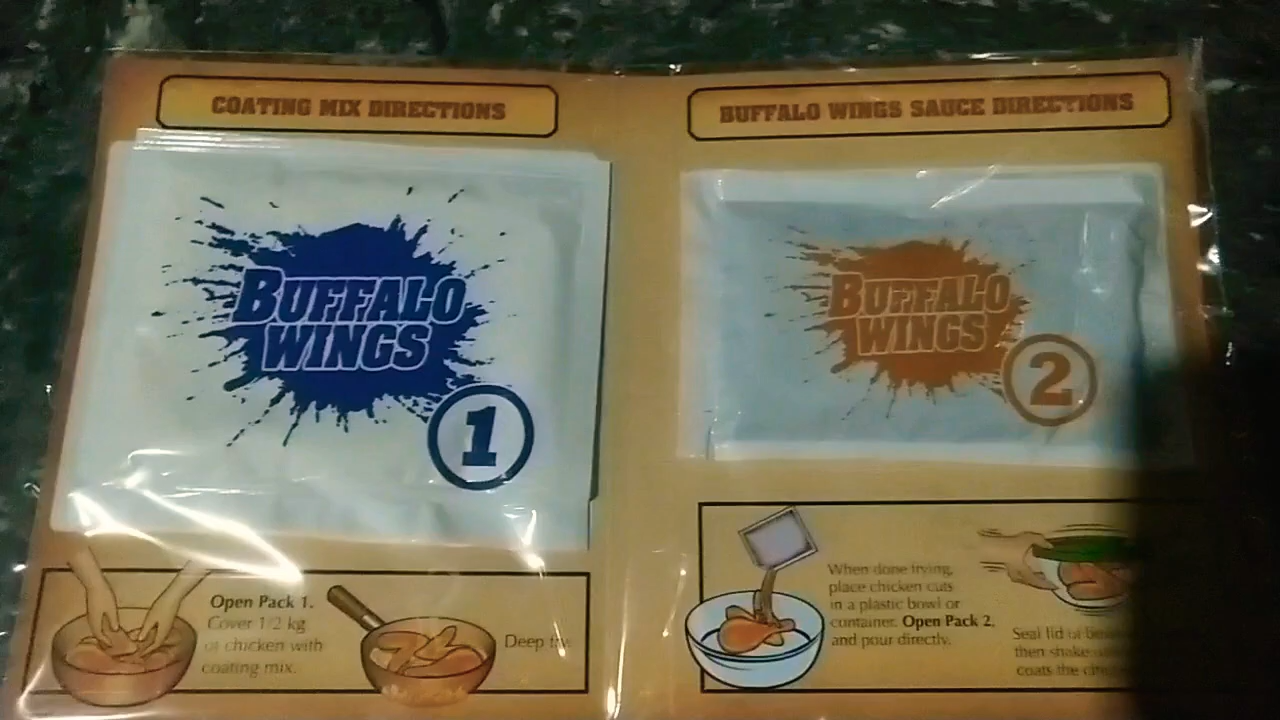 COATING MIX DIRECTIONS
BUFFALO
WINGS
1
Open Pack 1.
Cover 1/2 kg
of chicken with
coating mix.
Deep
BUFFALO WINGS SAUCE DIRECTIONS
BUFFALO
WINGS
2
When done frying,
place chicken cuts
in a plastic bowl or
container. Open Pack 2,
and pour directly.
Seal lid of
then shake
coats the